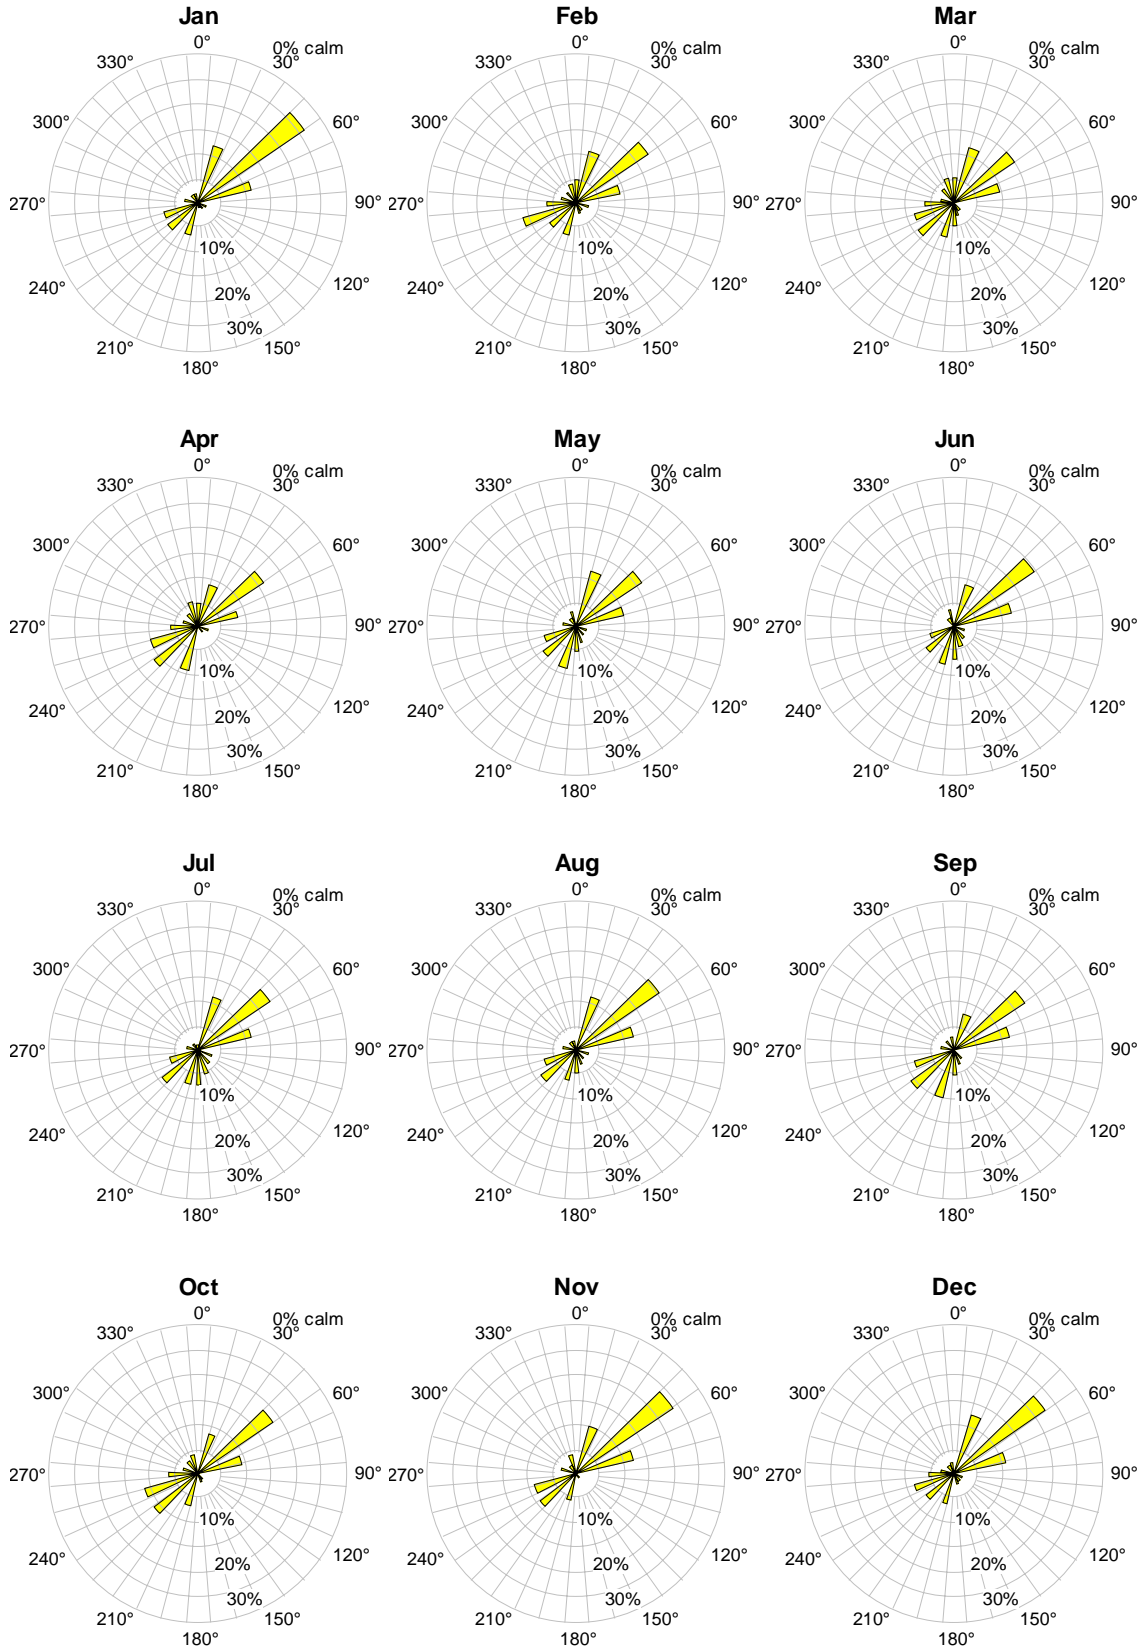 Jan Feb Mar
0° 0% calm 0° 0% calm 0° 0% calm
330° 30° 330° 30° 330° 30°
300° 60° 300° 60° 300° 60°
270° 90° 270° 90° 270° 90°
10% 10% 10%
240° 20% 120° 240° 20% 120° 240° 20% 120°
210° 30% 150° 210° 30% 150° 210° 30% 150°
180° 180° 180°
Apr May Jun
0° 0% calm 0° 0% calm 0° 0% calm
330° 30° 330° 30° 330° 30°
300° 60° 300° 60° 300° 60°
270° 90° 270° 90° 270° 90°
10% 10% 10%
240° 20% 120° 240° 20% 120° 240° 20% 120°
210° 30% 150° 210° 30% 150° 210° 30% 150°
180° 180° 180°
Jul Aug Sep
0° 0% calm 0° 0% calm 0° 0% calm
330° 30° 330° 30° 330° 30°
300° 60° 300° 60° 300° 60°
270° 90° 270° 90° 270° 90°
10% 10% 10%
240° 20% 120° 240° 20% 120° 240° 20% 120°
210° 30% 150° 210° 30% 150° 210° 30% 150°
180° 180° 180°
Oct Nov Dec
0° 0% calm 0° 0% calm 0° 0% calm
330° 30° 330° 30° 330° 30°
300° 60° 300° 60° 300° 60°
270° 90° 270° 90° 270° 90°
10% 10% 10%
240° 20% 120° 240° 20% 120° 240° 20% 120°
210° 30% 150° 210° 30% 150° 210° 30% 150°
180° 180° 180°